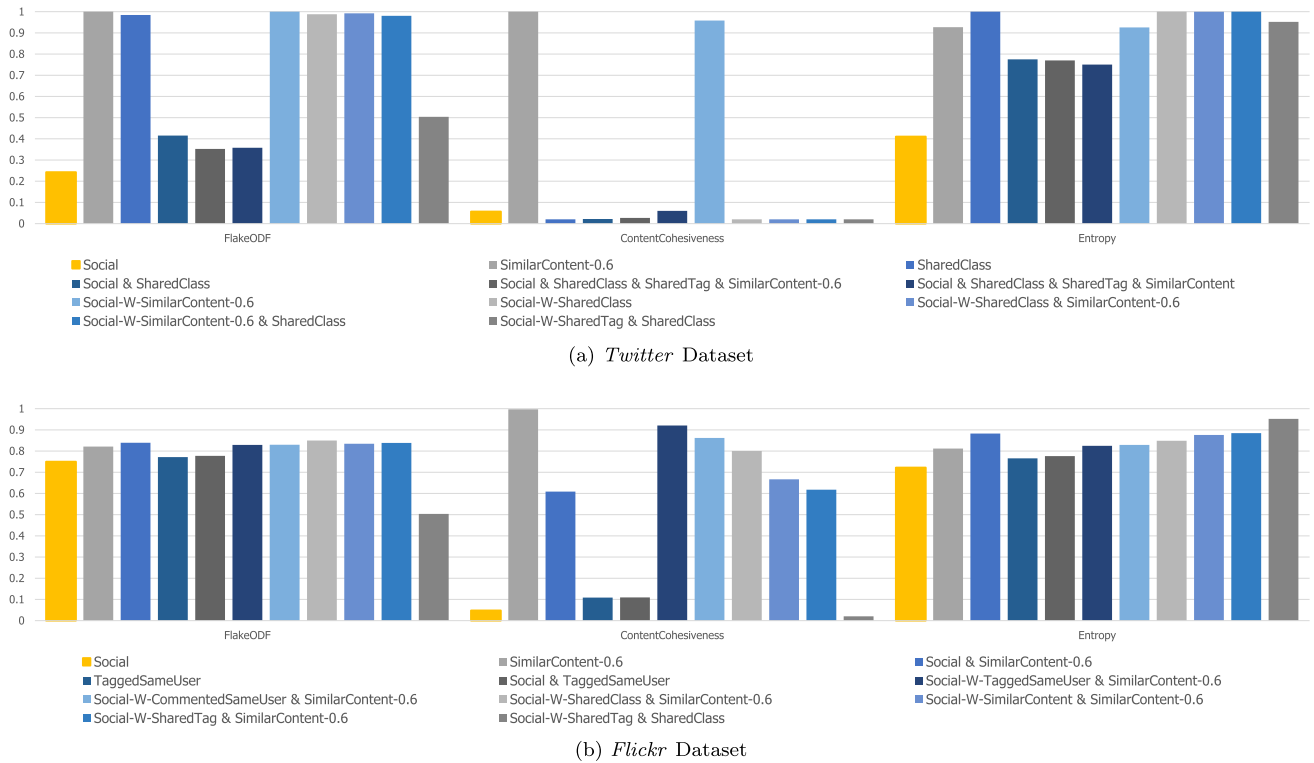 1
0.9
0.8
0.7
0.6
0.5
0.4
0.3
0.2
0.1
0
FlakeODF ContentCohesiveness Entropy
Social SimilarContent-0.6 SharedClass
Social & SharedClass Social & SharedClass & SharedTag & SimilarContent-0.6 Social & SharedClass & SharedTag & SimilarContent
Social-W-SimilarContent-0.6 Social-W-SharedClass Social-W-SharedClass & SimilarContent-0.6
Social-W-SimilarContent-0.6 & SharedClass Social-W-SharedTag & SharedClass
(a) Twitter Dataset
1
0.9
0.8
0.7
0.6
0.5
0.4
0.3
0.2
0.1
0
FlakeODF ContentCohesiveness Entropy
Social SimilarContent-0.6 Social & SimilarContent-0.6
TaggedSameUser Social & TaggedSameUser Social-W-TaggedSameUser & SimilarContent-0.6
Social-W-CommentedSameUser & SimilarContent-0.6 Social-W-SharedClass & SimilarContent-0.6 Social-W-SimilarContent & SimilarContent-0.6
Social-W-SharedTag & SimilarContent-0.6 Social-W-SharedTag & SharedClass
(b) Flickr Dataset